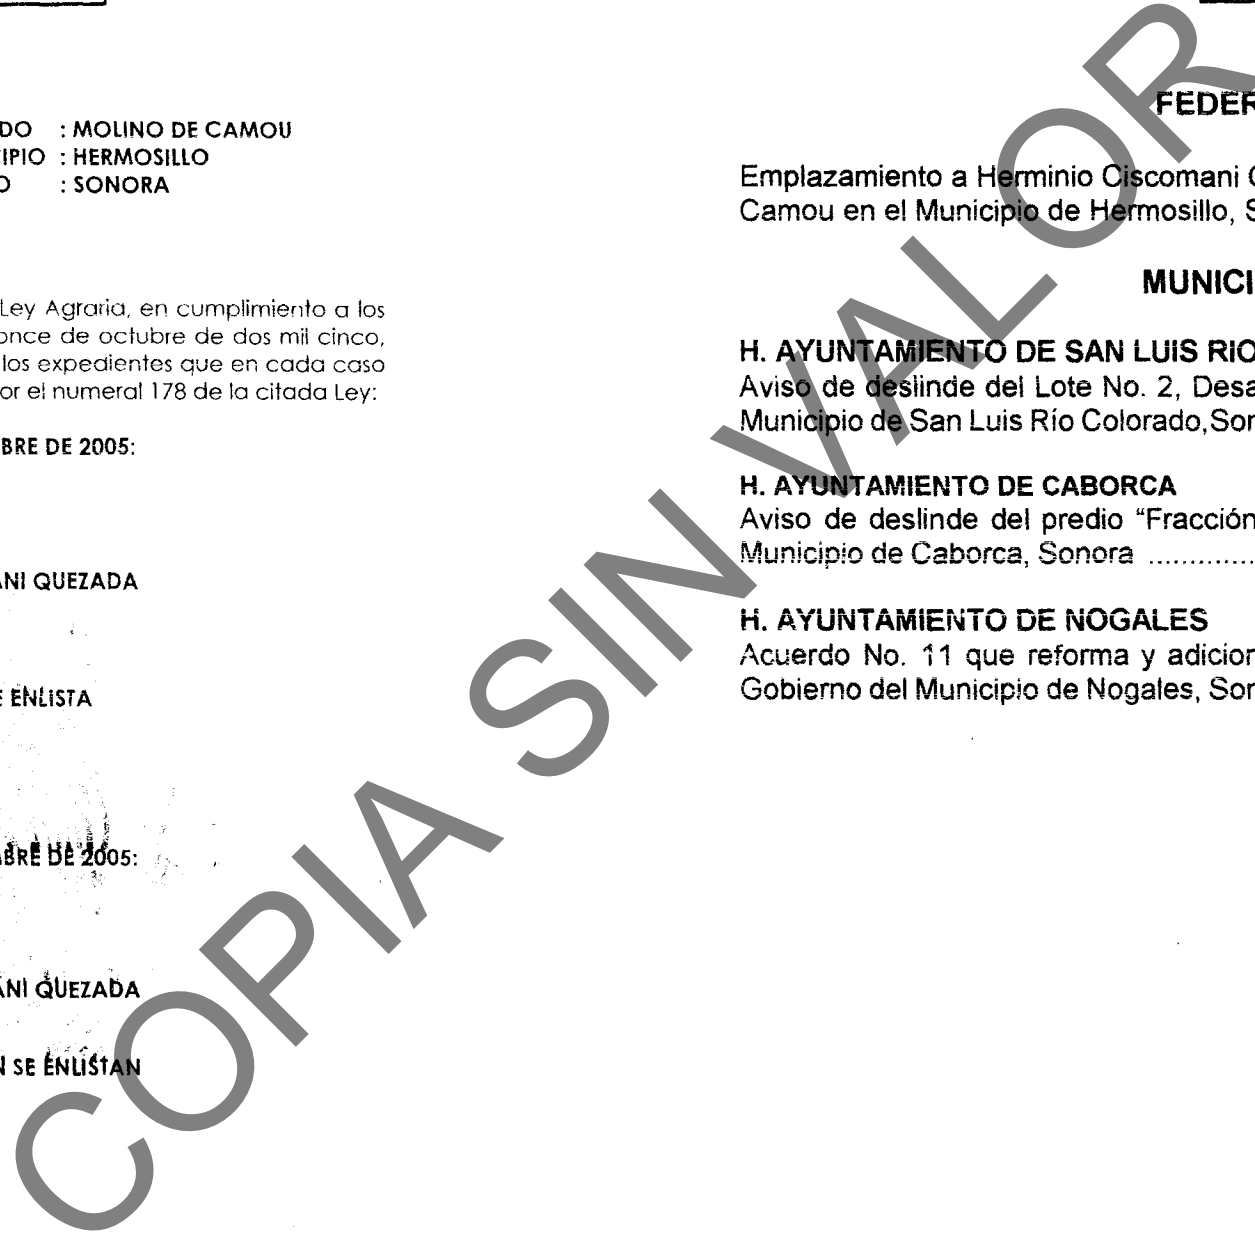 DO : MOLINO DE CAMOU
IPIO : HERMOSILLO
O : SONORA
Ley Agraria, en cumplimiento a los
once de octubre de dos mil cinco,
los expedientes que en cada caso
or el numeral 178 de la citada Ley:
BRE DE 2005:
ANI QUEZADA
E ENLISTA
BRE DE 2005:
ANI QUEZADA
N SE ENLISTAN
FEDER
Emplazamiento a Herminio Ciscomani
Camou en el Municipio de Hermosillo, S
MUNICI
H. AYUNTAMIENTO DE SAN LUIS RIO
Aviso de deslinde del Lote No. 2, Desa
Municipio de San Luis Río Colorado, Son
H. AYUNTAMIENTO DE CABORCA
Aviso de deslinde del predio “Fracción
Municipio de Caborca, Sonora .............
H. AYUNTAMIENTO DE NOGALES
Acuerdo No. 11 que reforma y adicion
Gobierno del Municipio de Nogales, Son
COPIA SIN VALOR